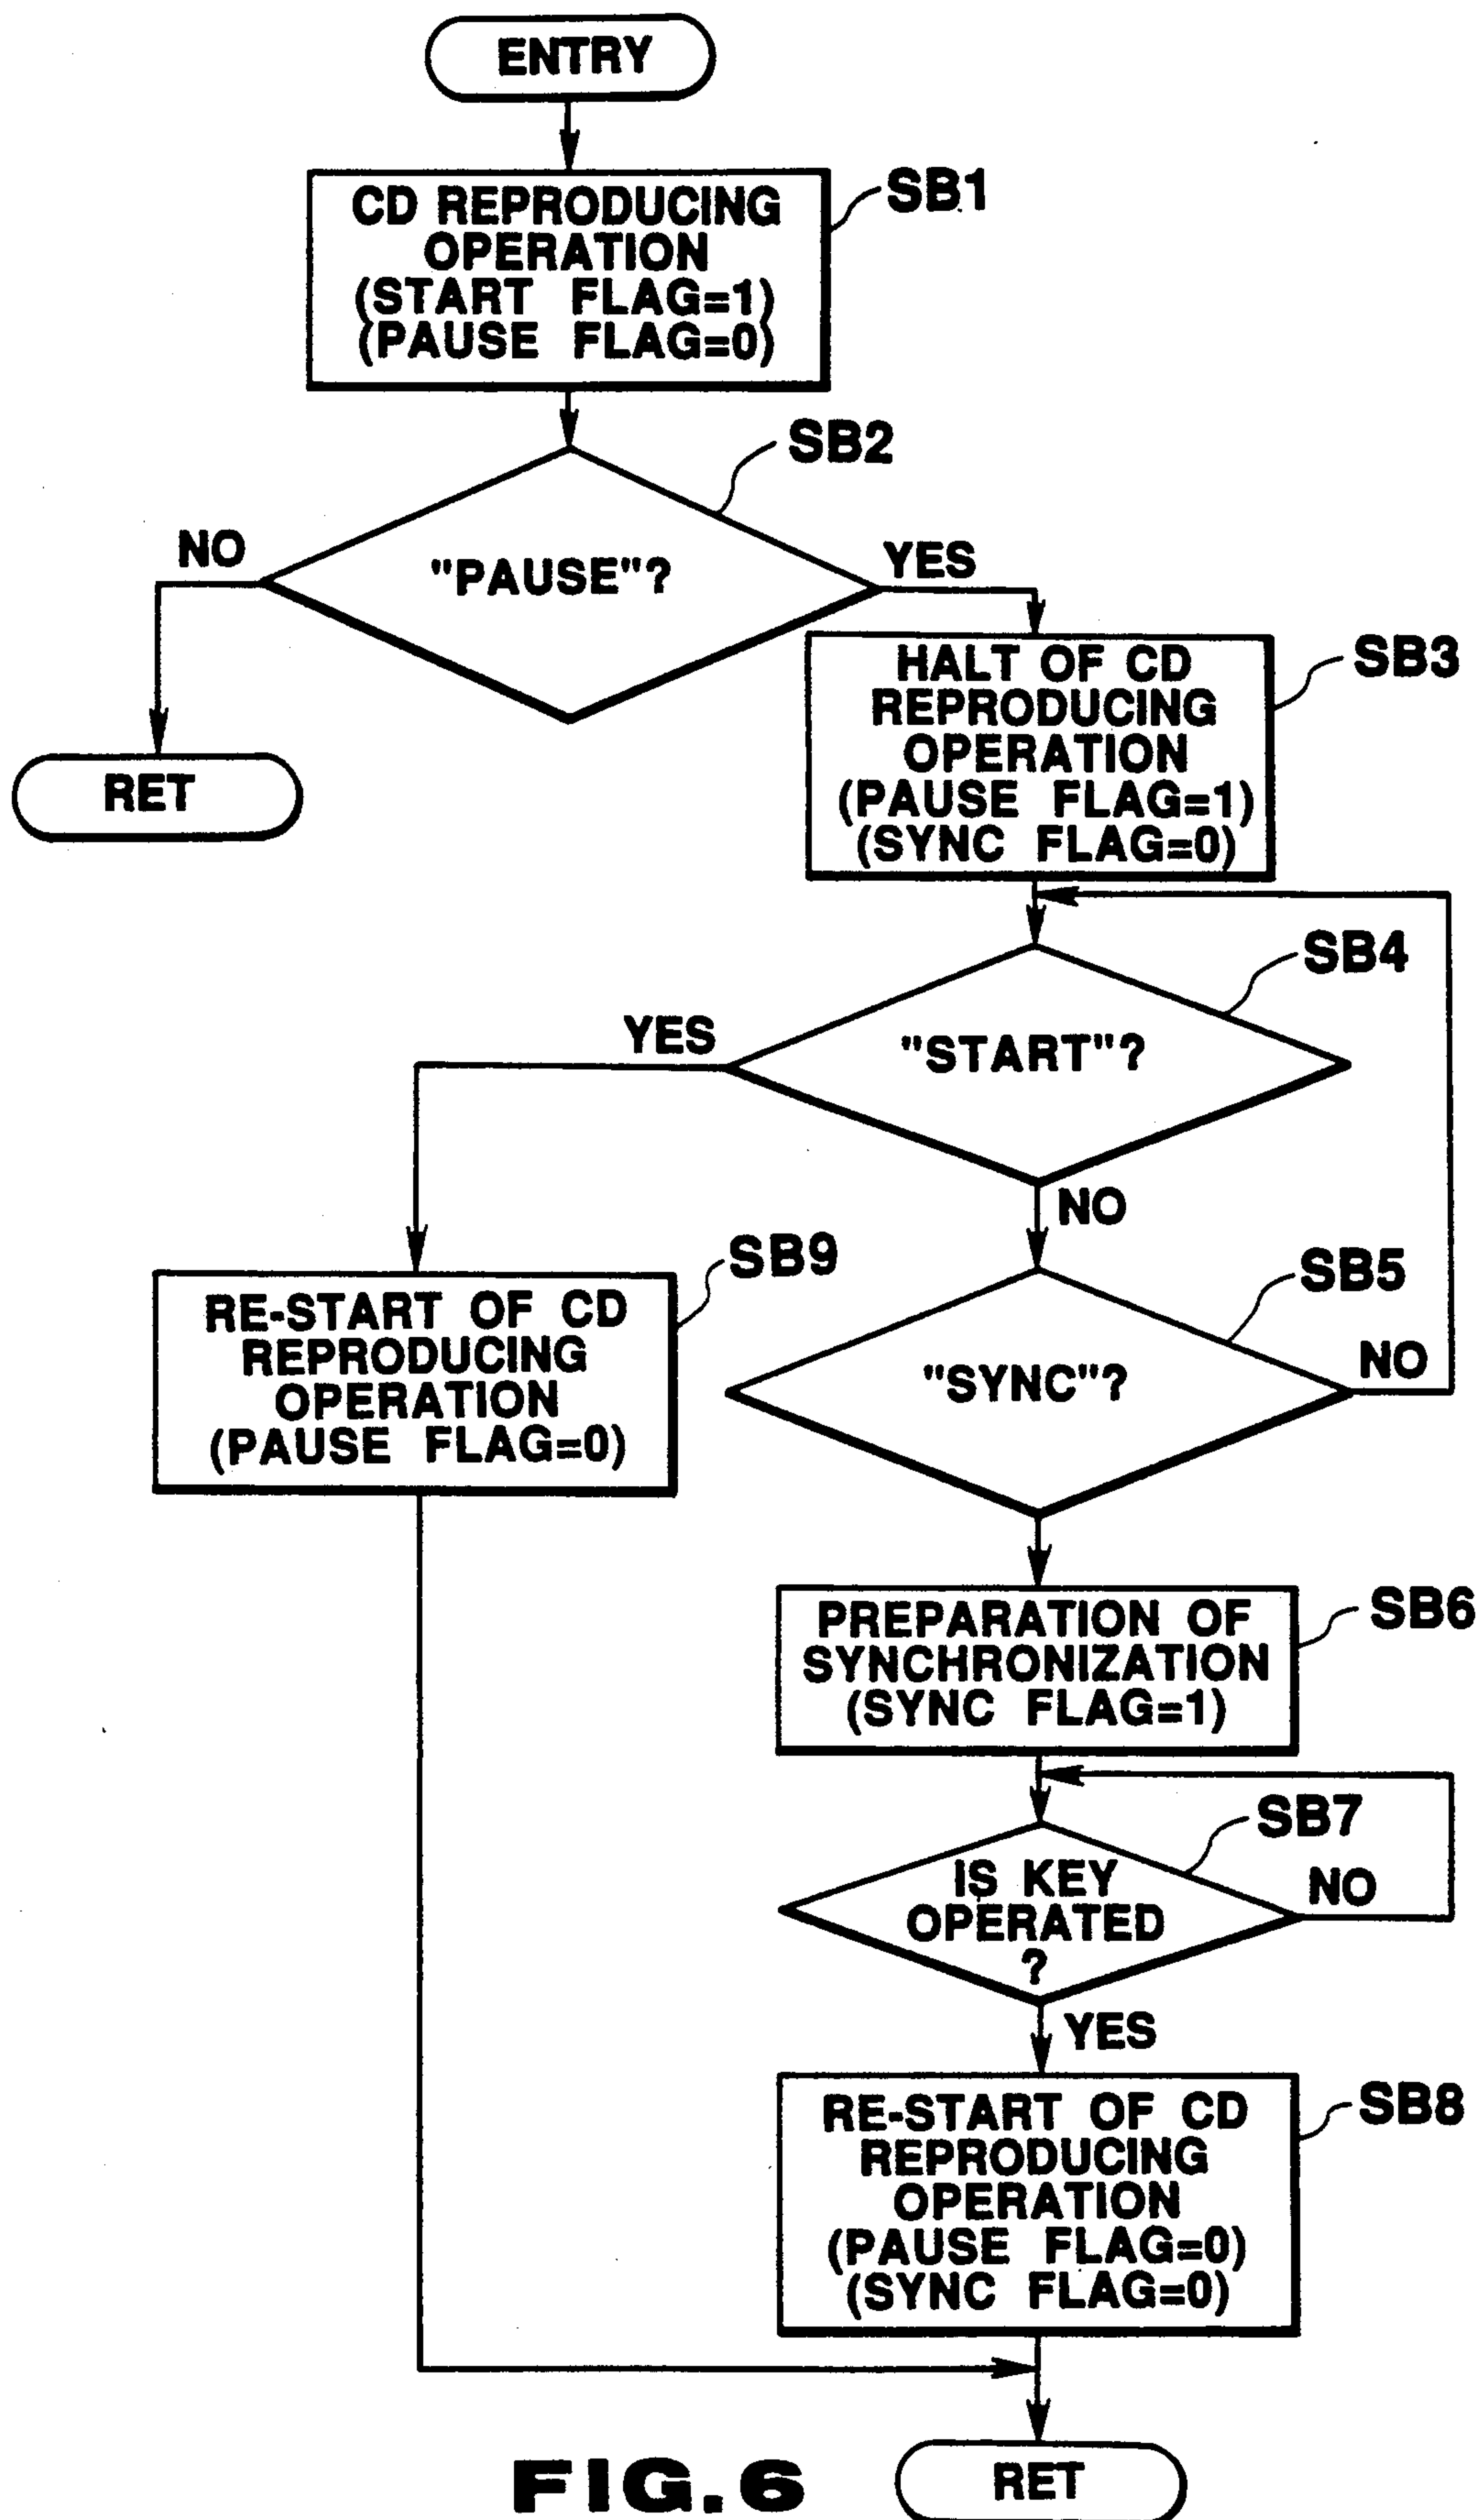 ENTRY
CD REPRODUCING
OPERATION
(START FLAG=1)
(PAUSE FLAG=0)
SB1
SB2
"PAUSE"?
NO
YES
RET
HALT OF CD
REPRODUCING
OPERATION
(PAUSE FLAG=1)
(SYNC FLAG=0)
SB3
SB4
"START"?
YES
NO
SB9
RE-START OF CD
REPRODUCING
OPERATION
(PAUSE FLAG=0)
SB5
"SYNC"?
NO
PREPARATION OF
SYNCHRONIZATION
(SYNC FLAG=1)
SB6
SB7
IS KEY
OPERATED
?
NO
YES
RE-START OF CD
REPRODUCING
OPERATION
(PAUSE FLAG=0)
(SYNC FLAG=0)
SB8
RET
FIG.6